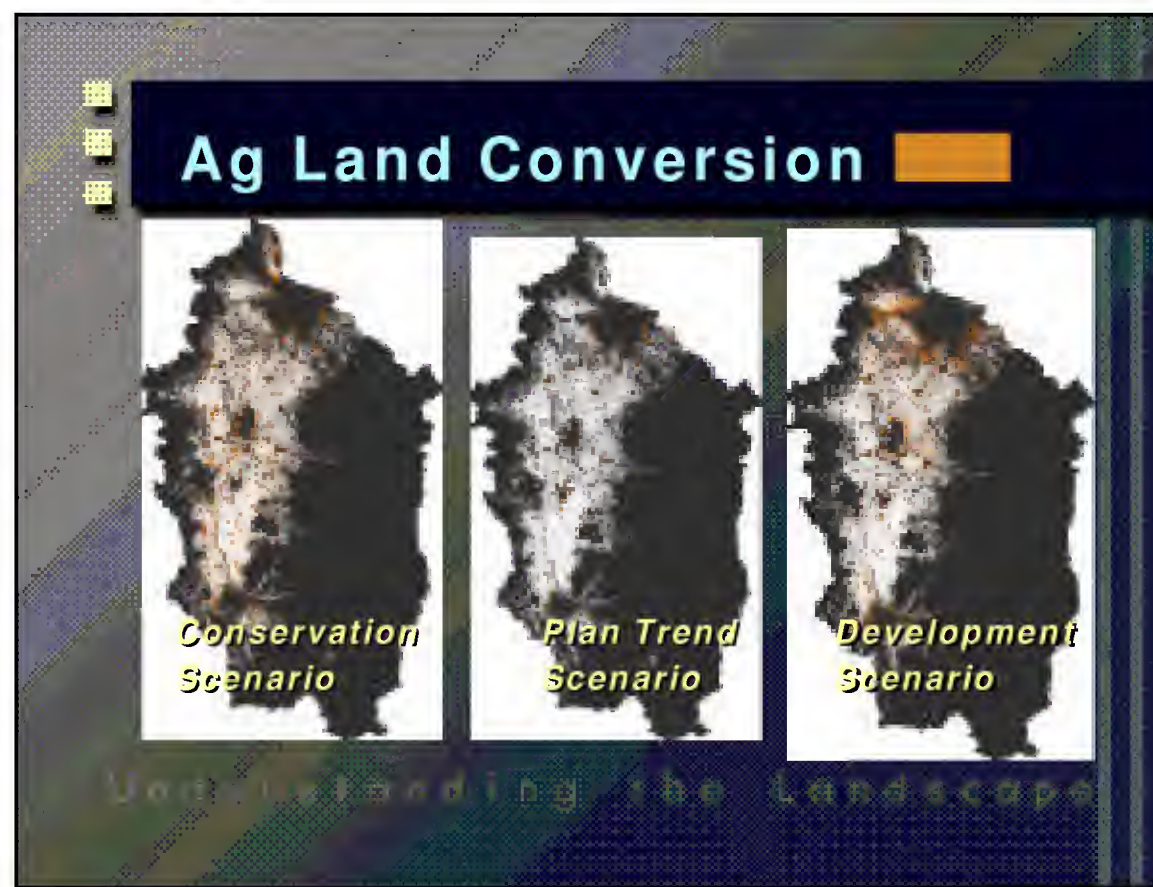 Ag Land Conversion
Conservation
Scenario
Plan Trend
Scenario
Development
Scenario
Understanding the Landscape